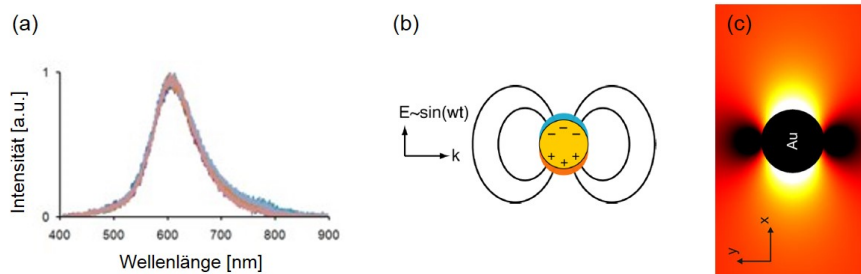 (a)
Intensität [a.u.]
1
0
400 500 600 700 800 900
Wellenlänge [nm]
(b)
E~sin(wt)
k
− − −
+ + +
(c)
Au
x
y